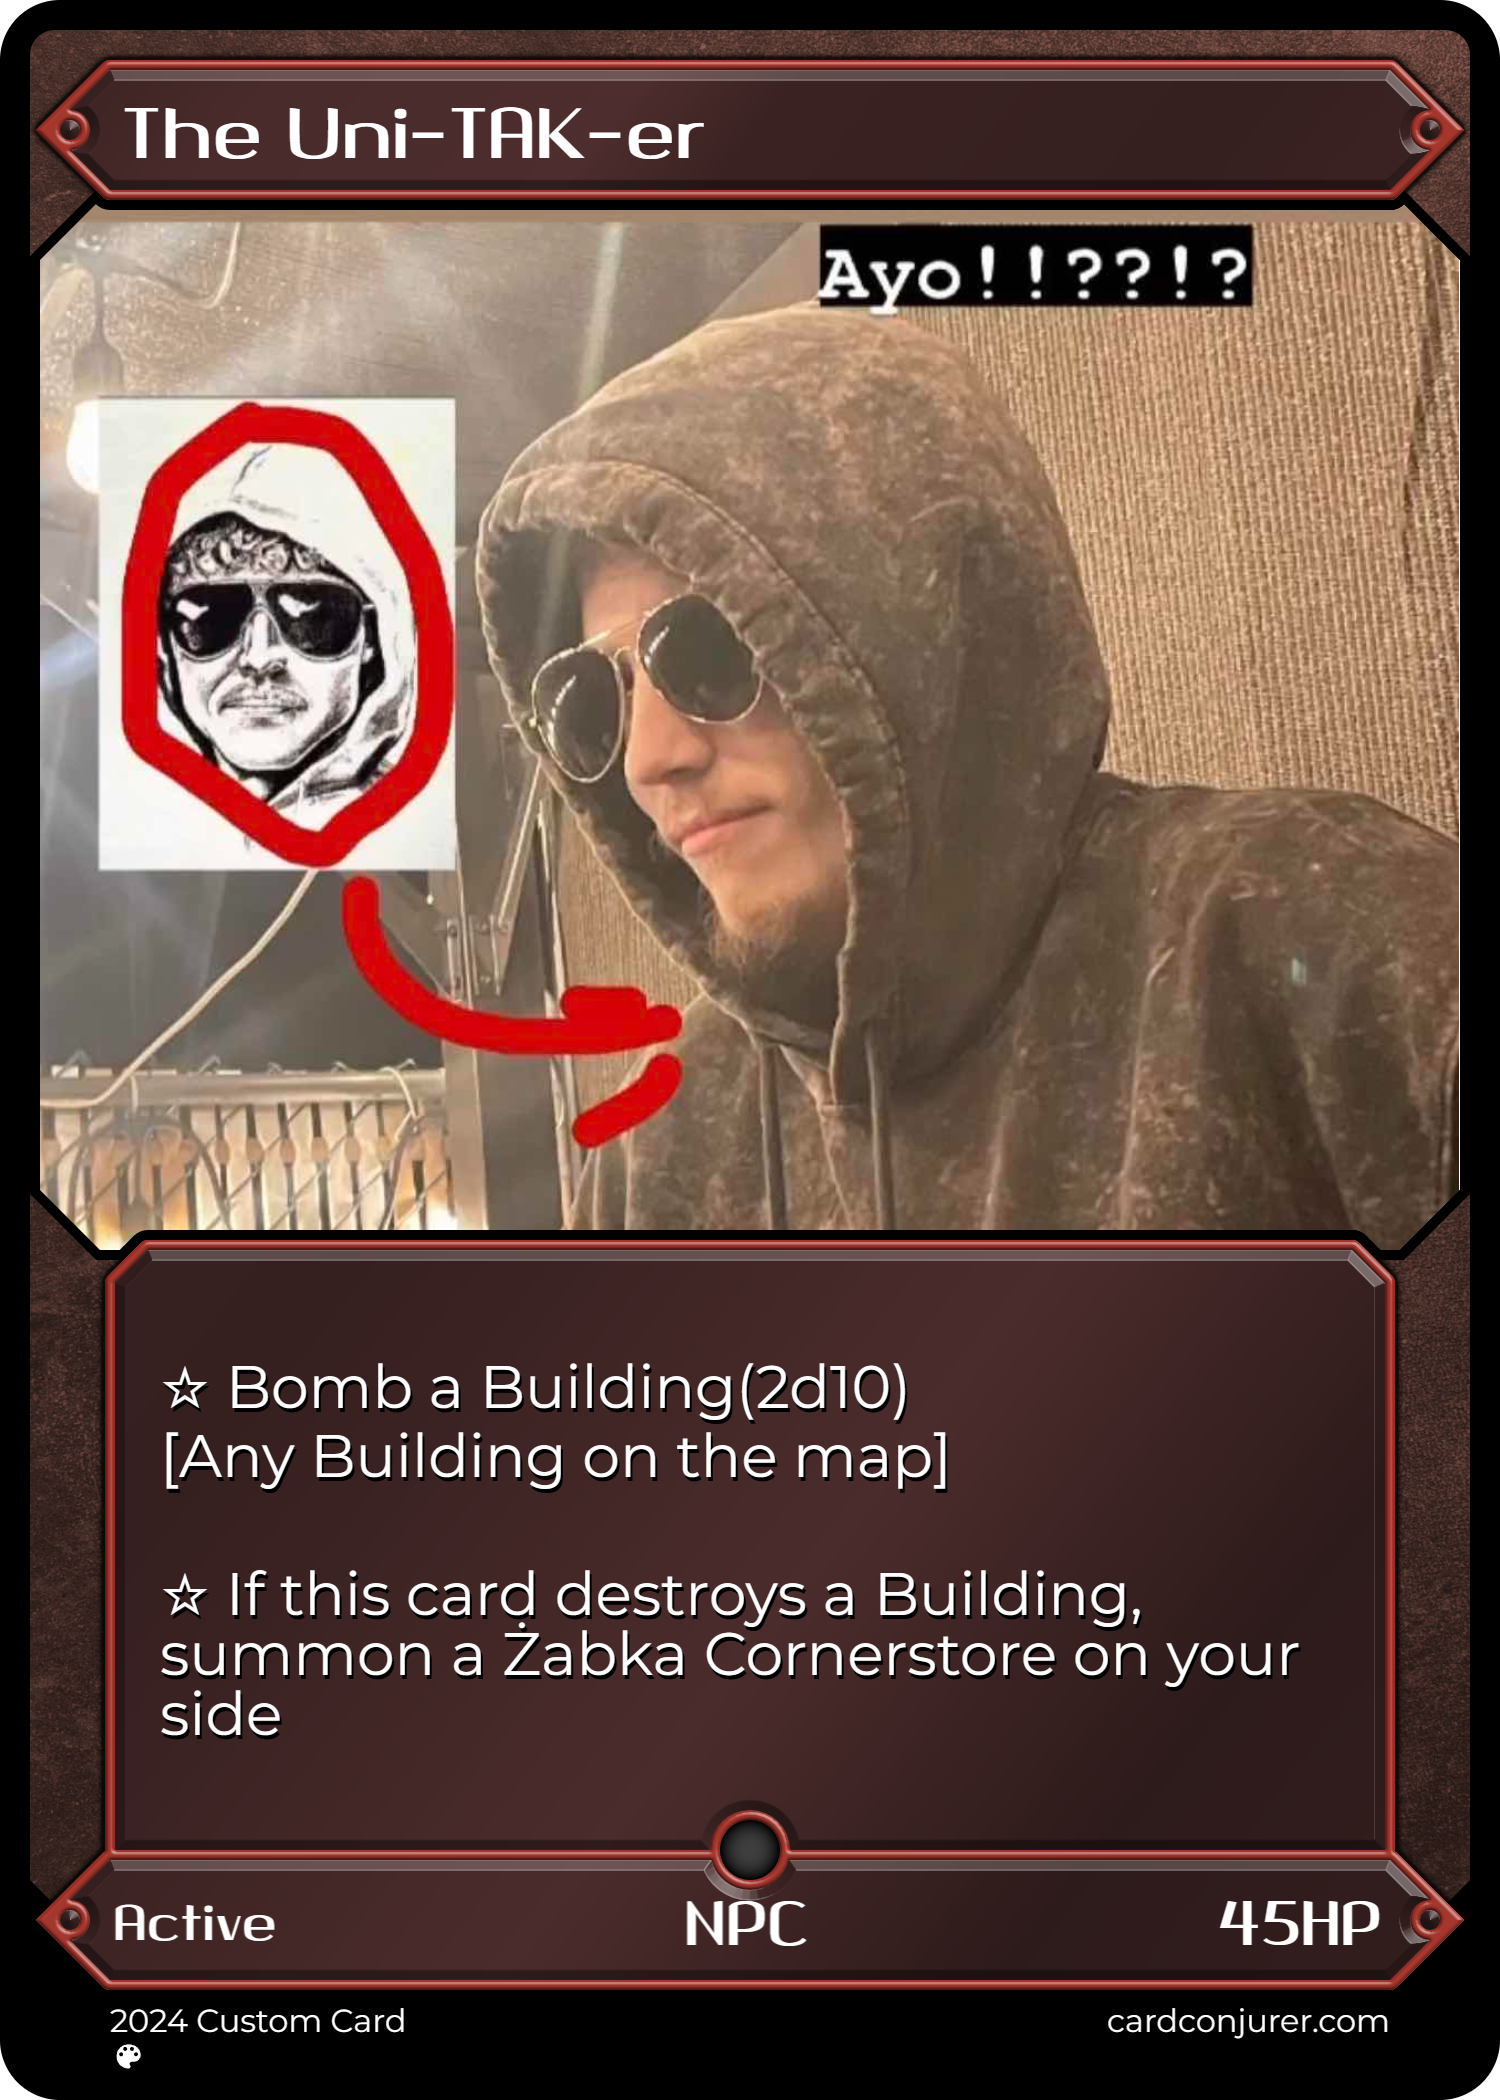 The Uni-TAK-er
Ayo!!??!?
☆ Bomb a Building(2d10)
[Any Building on the map]
☆ If this card destroys a Building,
summon a Żabka Cornerstore on your
side
Active NPC 45HP
2024 Custom Card cardconjurer.com